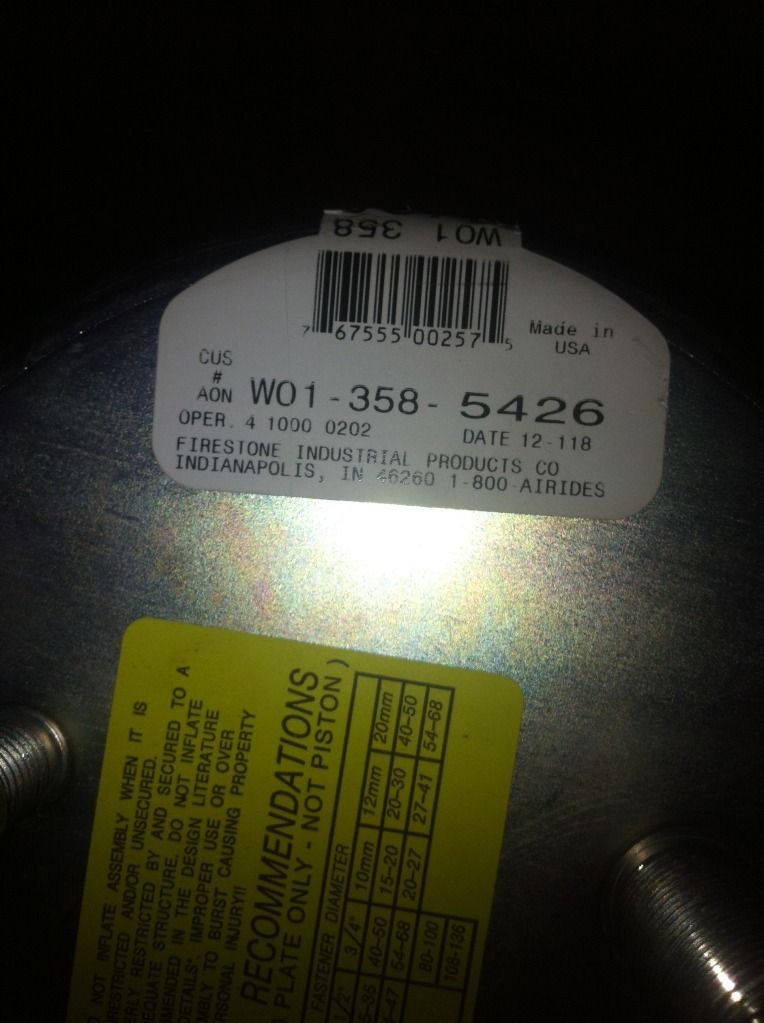 W01 358
7 67555 00257 5
Made in
USA
CUS
#
AON W01-358-5426
OPER. 4 1000 0202
DATE 12-118
FIRESTONE INDUSTRIAL PRODUCTS CO
INDIANAPOLIS, IN 46260 1-800-AIRIDES
NOT INFLATE ASSEMBLY WHEN IT IS
RESTRICTED AND/OR UNSECURED.
RESTRICTED BY AND SECURED TO A
STRUCTURE, DO NOT INFLATE
IN THE DESIGN LITERATURE
DETAILS" IMPROPER USE OR OVER
TO BURST CAUSING PROPERTY
INJURY!!
RECOMMENDATIONS
PLATE ONLY - NOT PISTON )
FASTENER DIAMETER
3/4" 10mm 12mm 20mm
40-50 15-20 20-30 40-50
54-68 20-27 27-41 54-68
80-100
108-136